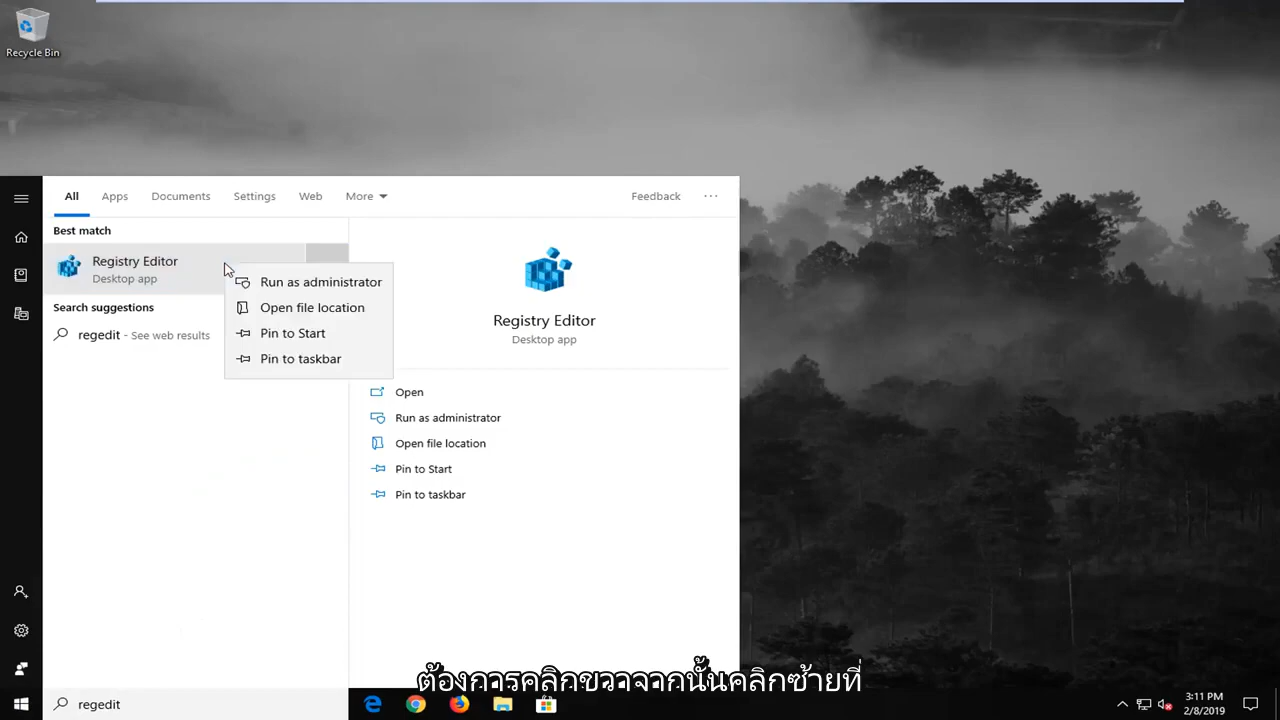 Recycle Bin
All
Apps
Documents
Settings
Web
More
Feedback
···
Best match
Registry Editor
Desktop app
Search suggestions
regedit - See web results
Run as administrator
Open file location
Pin to Start
Pin to taskbar
Registry Editor
Desktop app
Open
Run as administrator
Open file location
Pin to Start
Pin to taskbar
ต้องการคลิกขวาจากนั้นคลิกซ้ายที่
regedit
3:11 PM
2/8/2019